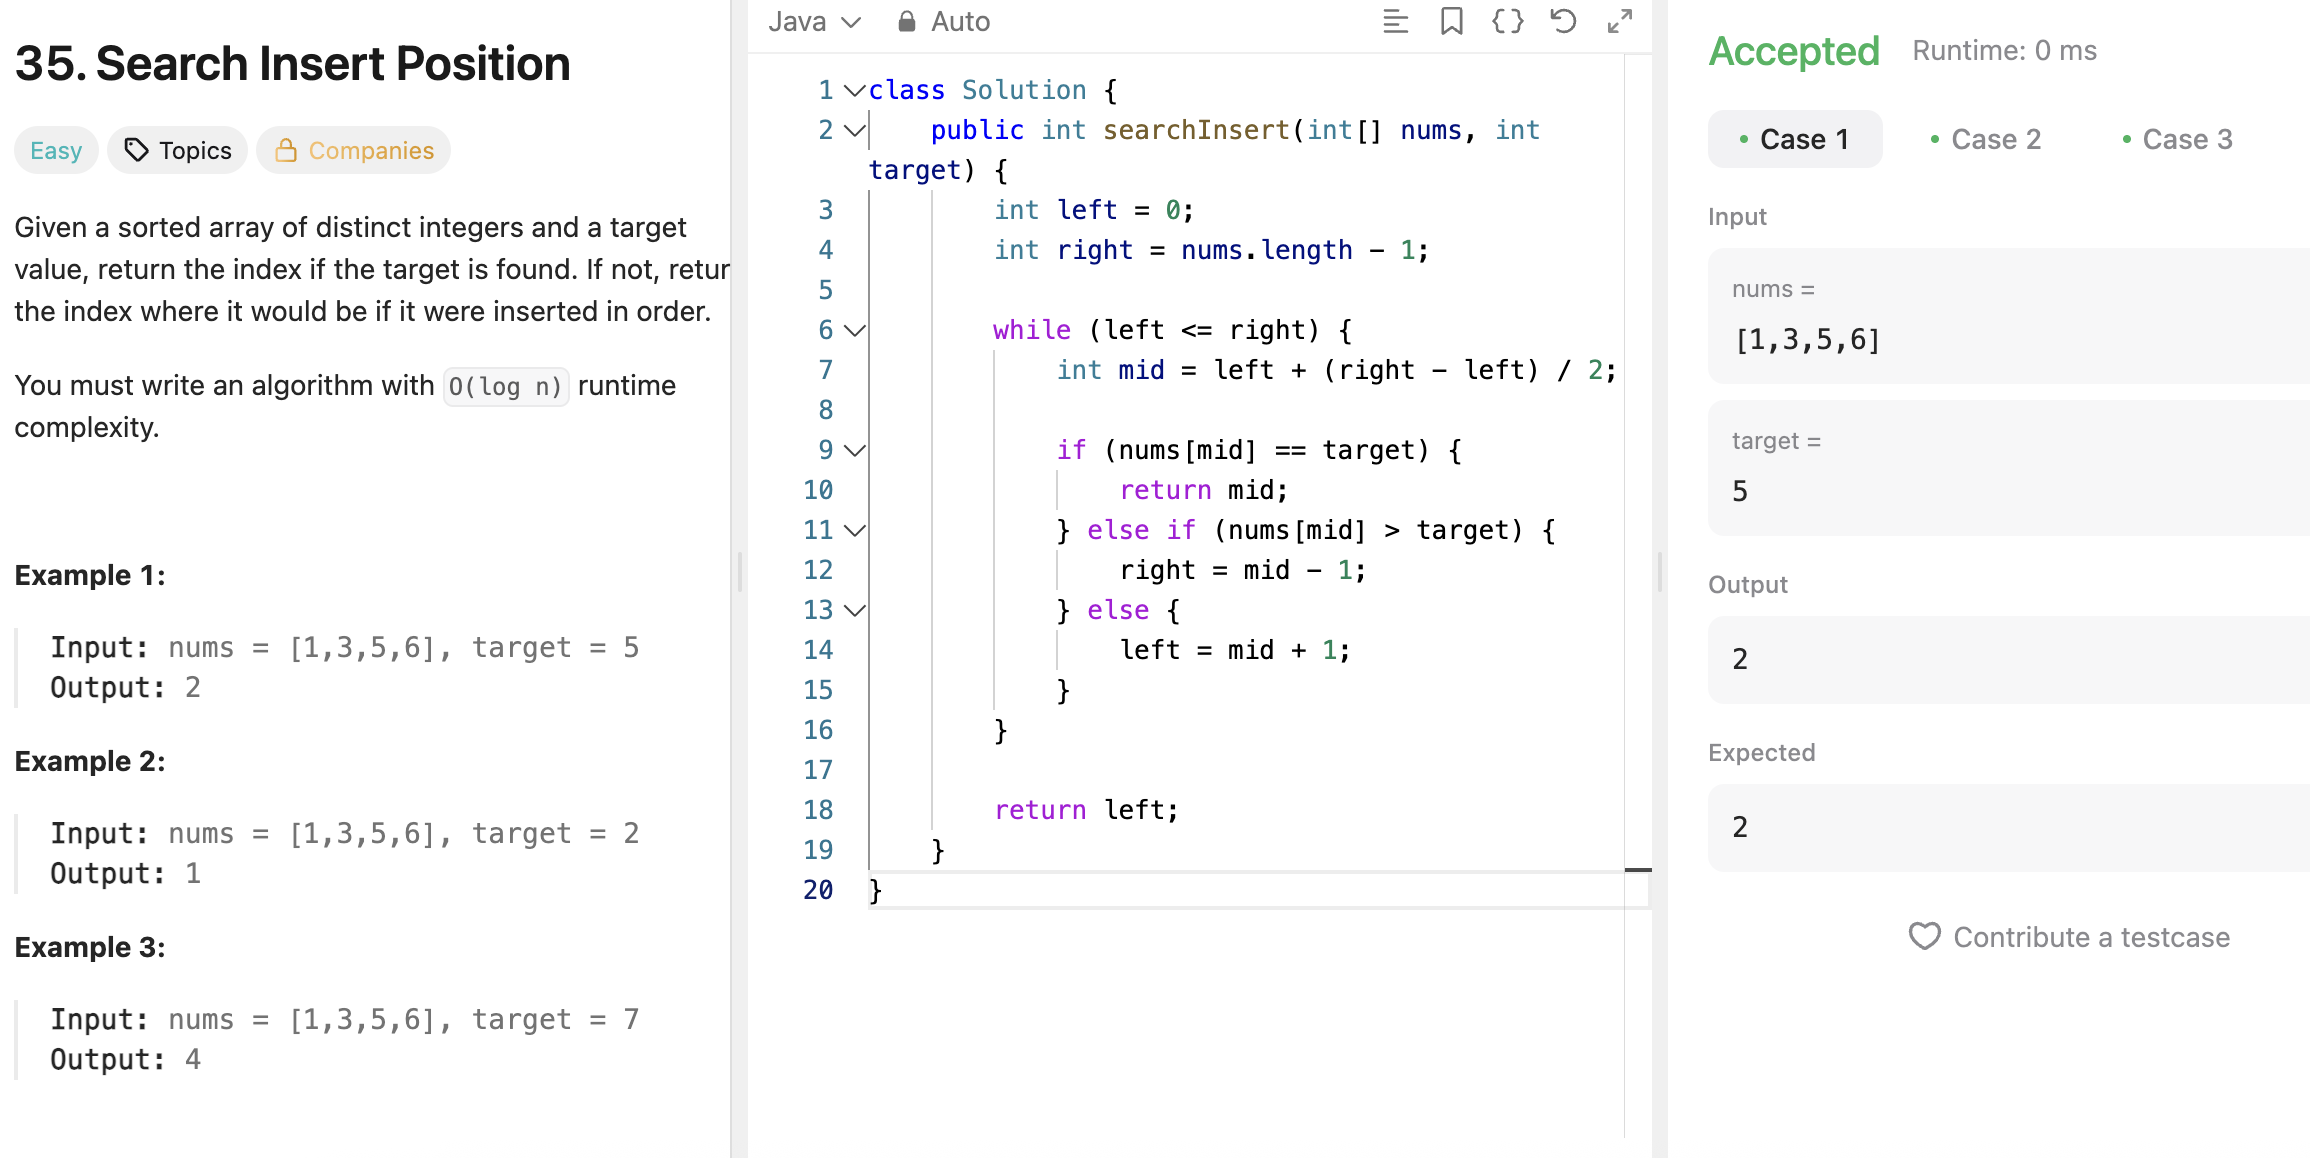 35. Search Insert Position
Easy
Topics
Companies
Given a sorted array of distinct integers and a target
value, return the index if the target is found. If not, retur
the index where it would be if it were inserted in order.
You must write an algorithm with O(log n) runtime
complexity.
Example 1:
Input: nums = [1,3,5,6], target = 5
Output: 2
Example 2:
Input: nums = [1,3,5,6], target = 2
Output: 1
Example 3:
Input: nums = [1,3,5,6], target = 7
Output: 4
Java
Auto
1 class Solution {
2     public int searchInsert(int[] nums, int
target) {
3         int left = 0;
4         int right = nums.length - 1;
5
6         while (left <= right) {
7             int mid = left + (right - left) / 2;
8
9             if (nums[mid] == target) {
10                 return mid;
11             } else if (nums[mid] > target) {
12                 right = mid - 1;
13             } else {
14                 left = mid + 1;
15             }
16         }
17
18         return left;
19     }
20 }
Accepted Runtime: 0 ms
Case 1
Case 2
Case 3
Input
nums =
[1,3,5,6]
target =
5
Output
2
Expected
2
Contribute a testcase